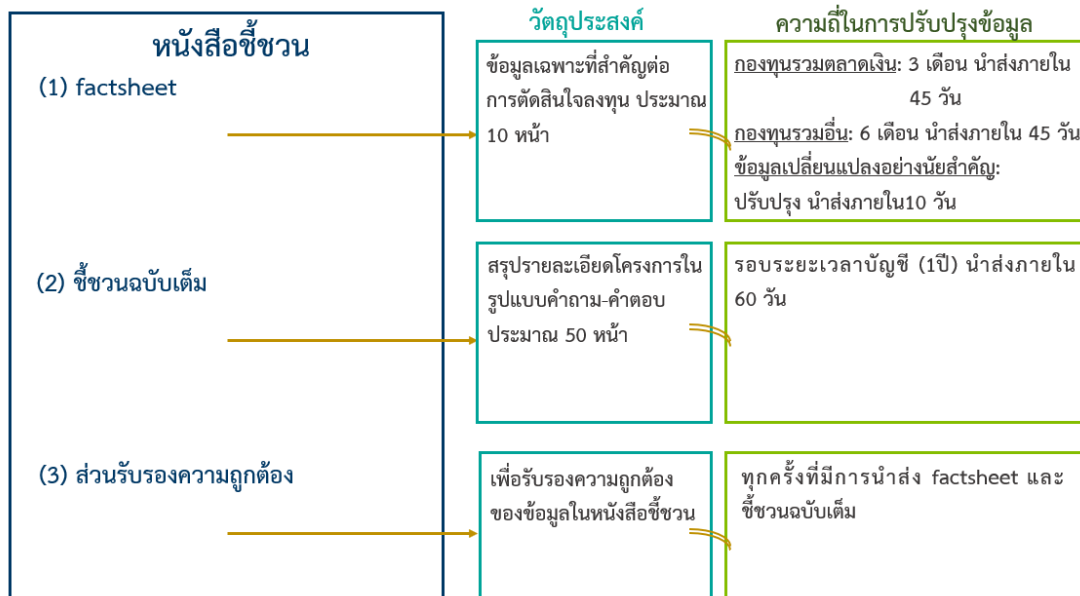 หนังสือชี้ชวน
(1) factsheet
(2) ชี้ชวนฉบับเต็ม
(3) ส่วนรับรองความถูกต้อง
วัตถุประสงค์
ข้อมูลเฉพาะที่สำคัญต่อ
การตัดสินใจลงทุน ประมาณ
10 หน้า
สรุปรายละเอียดโครงการใน
รูปแบบคำถาม-คำตอบ
ประมาณ 50 หน้า
เพื่อรับรองความถูกต้อง
ของข้อมูลในหนังสือชี้ชวน
ความถี่ในการปรับปรุงข้อมูล
กองทุนรวมตลาดเงิน: 3 เดือน นำส่งภายใน
45 วัน
กองทุนรวมอื่น: 6 เดือน นำส่งภายใน 45 วัน
ข้อมูลเปลี่ยนแปลงอย่างนัยสำคัญ:
ปรับปรุง นำส่งภายใน10 วัน
รอบระยะเวลาบัญชี (1ปี) นำส่งภายใน
60 วัน
ทุกครั้งที่มีการนำส่ง factsheet และ
ชี้ชวนฉบับเต็ม